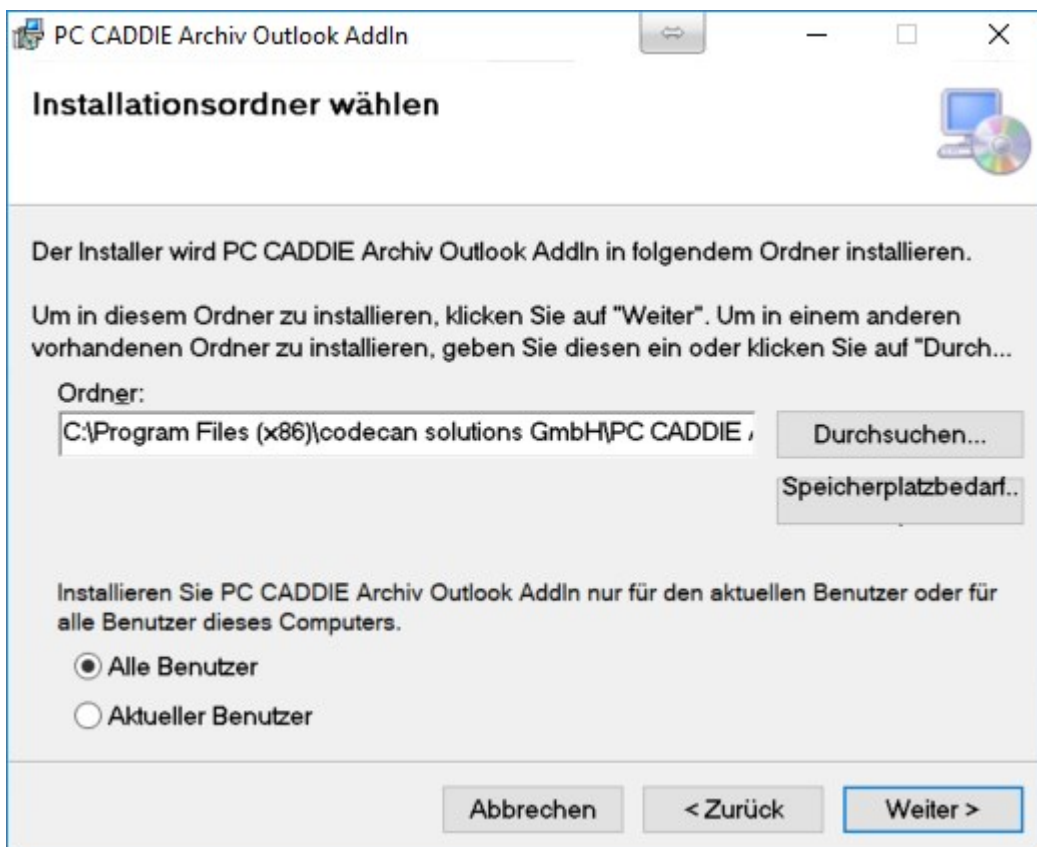 PC CADDIE Archiv Outlook AddIn
Installationsordner wählen
Der Installer wird PC CADDIE Archiv Outlook AddIn in folgendem Ordner installieren.
Um in diesem Ordner zu installieren, klicken Sie auf "Weiter". Um in einem anderen
vorhandenen Ordner zu installieren, geben Sie diesen ein oder klicken Sie auf "Durch...
Ordner:
C:\Program Files (x86)\codecan solutions GmbH\PC CADDIE
Durchsuchen...
Speicherplatzbedarf...
Installieren Sie PC CADDIE Archiv Outlook AddIn nur für den aktuellen Benutzer oder für
alle Benutzer dieses Computers.
Alle Benutzer
Aktueller Benutzer
Abbrechen
< Zurück
Weiter >